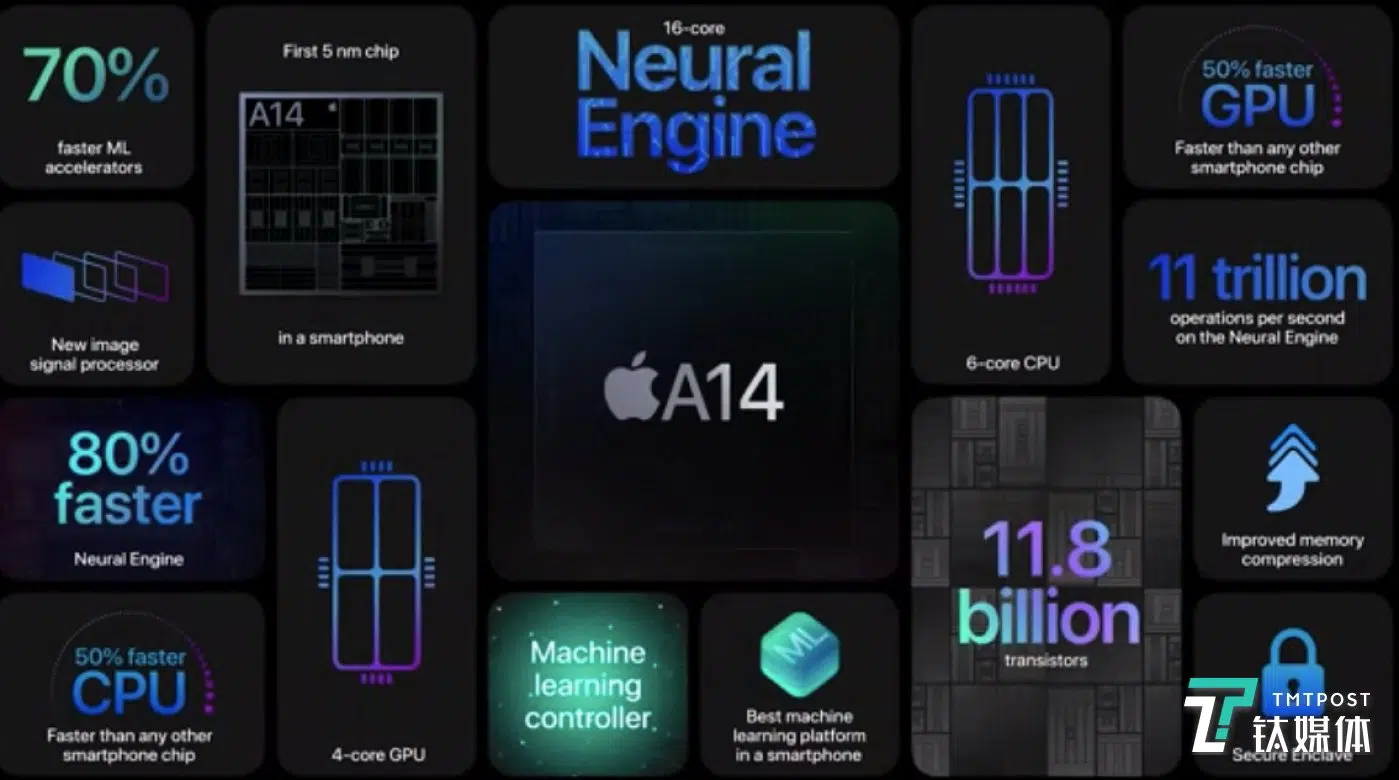 70%
faster ML
accelerators
First 5 nm chip
A14
in a smartphone
16-core
Neural
Engine
6-core CPU
50% faster
GPU
Faster than any other
smartphone chip
New image
signal processor
A14
11 trillion
operations per second
on the Neural Engine
80%
faster
Neural Engine
4-core GPU
11.8
billion
transistors
Improved memory
compression
50% faster
CPU
Faster than any other
smartphone chip
Machine
learning
controller
ML
Best machine
learning platform
in a smartphone
Secure Enclave
TMTPOST
钛媒体